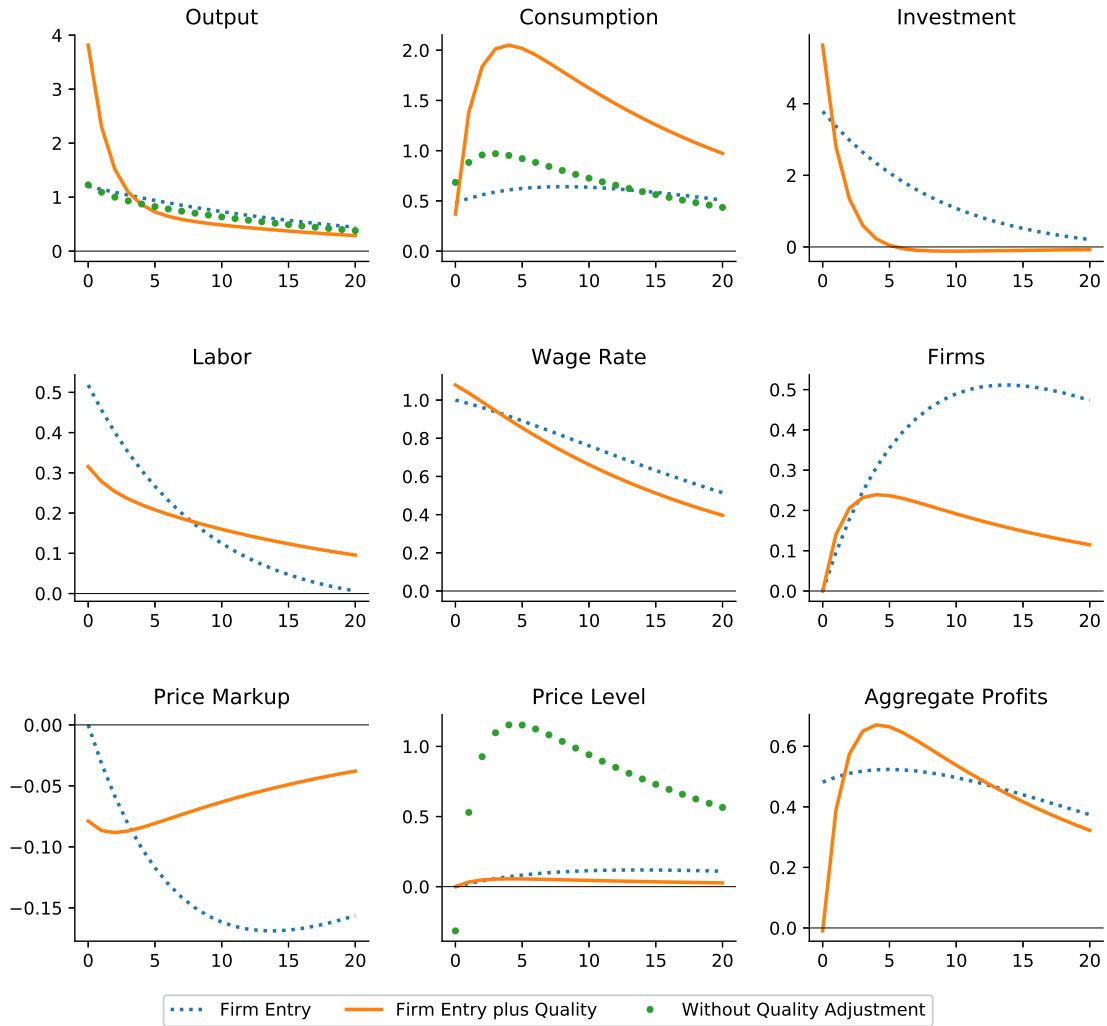 Output
Consumption
Investment
4
3
2
1
0
0 5 10 15 20
2.0
1.5
1.0
0.5
0.0
0 5 10 15 20
4
2
0
0 5 10 15 20
Labor
Wage Rate
Firms
0.5
0.4
0.3
0.2
0.1
0.0
0 5 10 15 20
1.0
0.8
0.6
0.4
0.2
0.0
0 5 10 15 20
0.5
0.4
0.3
0.2
0.1
0.0
0 5 10 15 20
Price Markup
Price Level
Aggregate Profits
0.00
−0.05
−0.10
−0.15
0 5 10 15 20
1.0
0.5
0.0
0 5 10 15 20
0.6
0.4
0.2
0.0
0 5 10 15 20
Firm Entry Firm Entry plus Quality Without Quality Adjustment